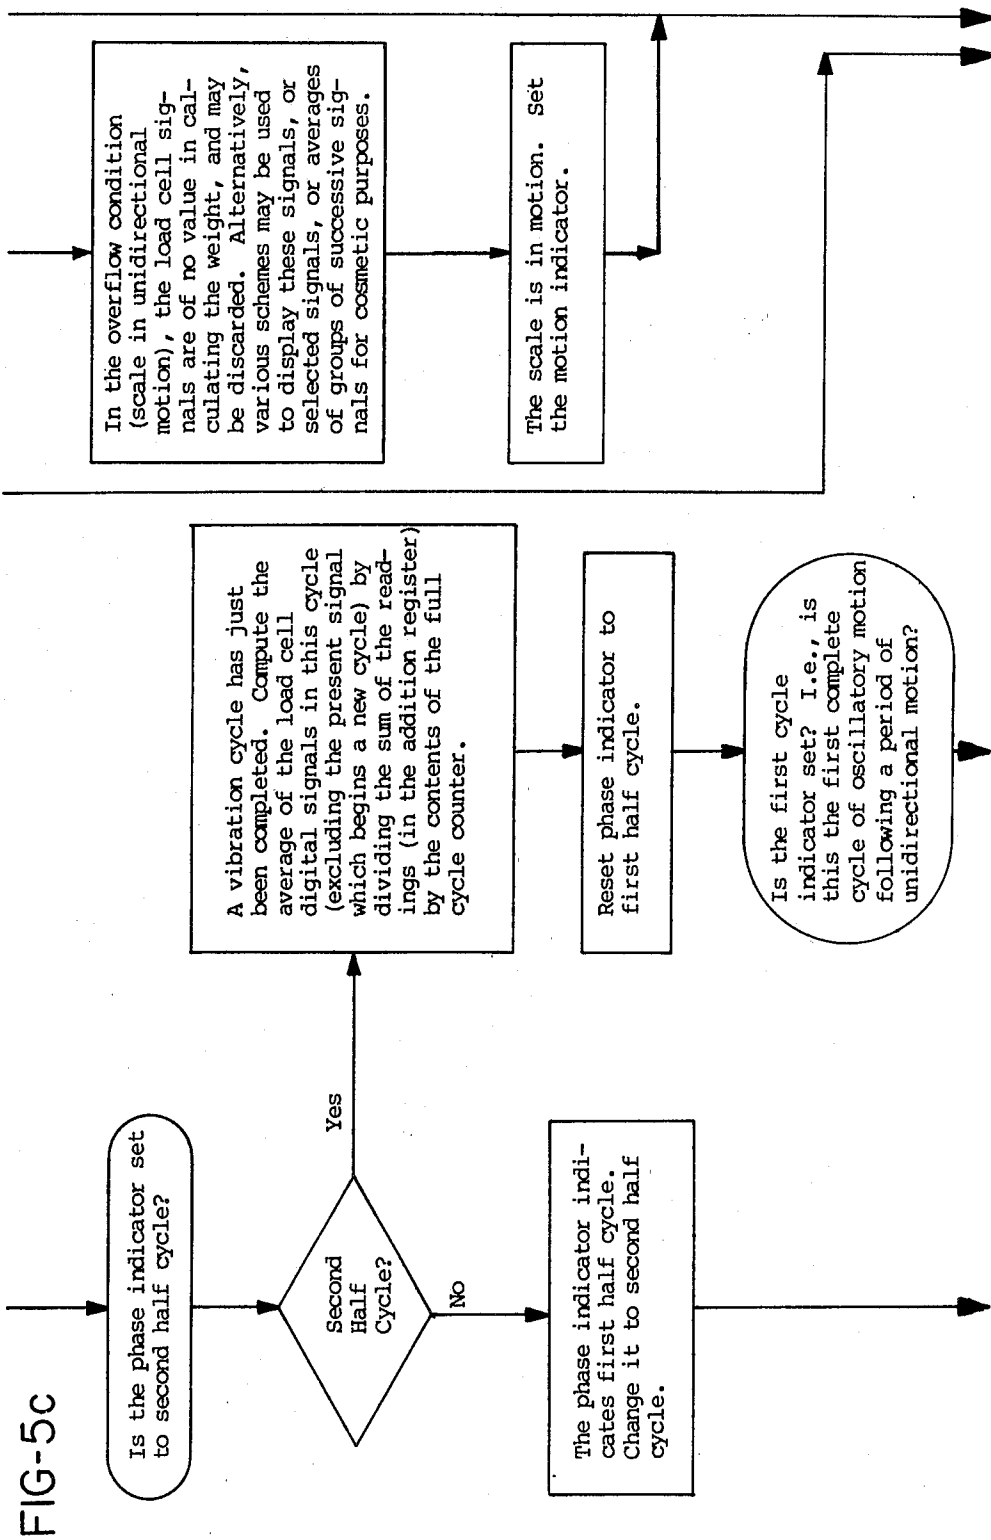 FIG-5c
Is the phase indicator set
to second half cycle?
Second
Half
Cycle?
Yes
No
The phase indicator indi-
cates first half cycle.
Change it to second half
cycle.
A vibration cycle has just
been completed. Compute the
average of the load cell
digital signals in this cycle
(excluding the present signal
which begins a new cycle) by
dividing the sum of the read-
ings (in the addition register)
by the contents of the full
cycle counter.
Reset phase indicator to
first half cycle.
Is the first cycle
indicator set? I.e., is
this the first complete
cycle of oscillatory motion
following a period of
unidirectional motion?
In the overflow condition
(scale in unidirectional
motion), the load cell sig-
nals are of no value in cal-
culating the weight, and may
be discarded. Alternatively,
various schemes may be used
to display these signals, or
selected signals, or averages
of groups of successive sig-
nals for cosmetic purposes.
The scale is in motion. Set
the motion indicator.